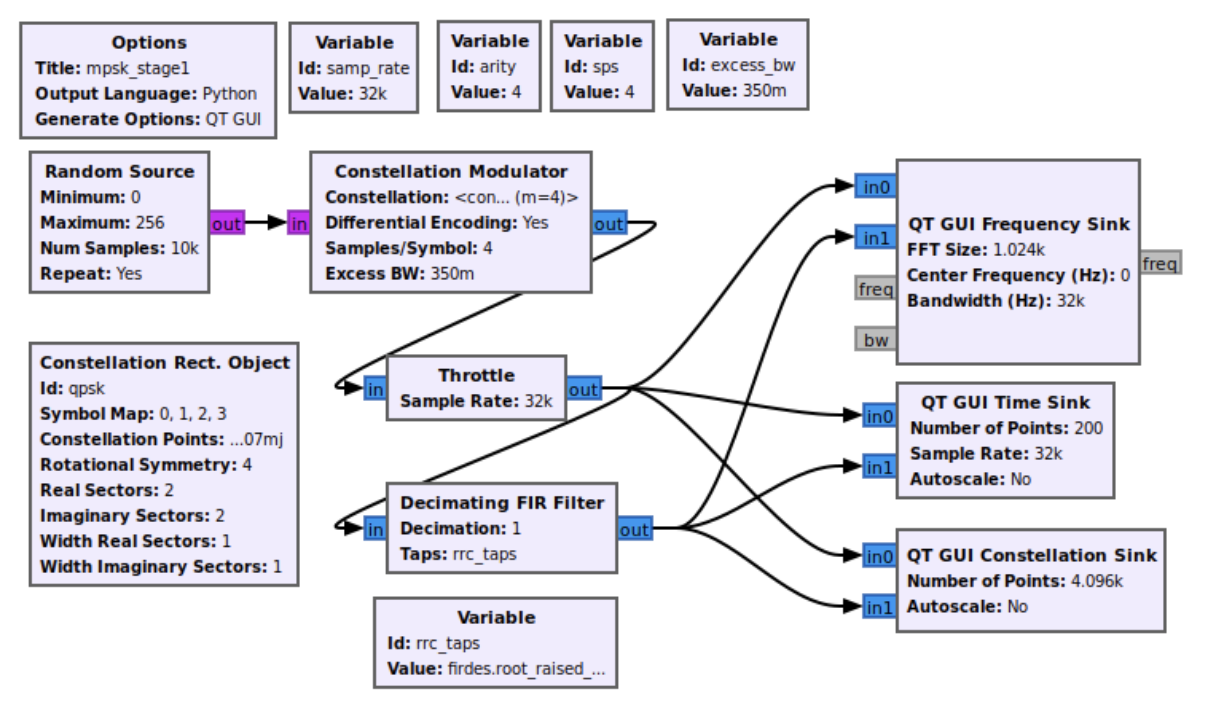 Options
Title: mpsk_stage1
Output Language: Python
Generate Options: QT GUI
Variable
Id: samp_rate
Value: 32k
Variable
Id: arity
Value: 4
Variable
Id: sps
Value: 4
Variable
Id: excess_bw
Value: 350m
Random Source
Minimum: 0
Maximum: 256
Num Samples: 10k
Repeat: Yes
out
in
Constellation Modulator
Constellation: <con... (m=4)>
Differential Encoding: Yes
Samples/Symbol: 4
Excess BW: 350m
out
in0
in1
freq
bw
QT GUI Frequency Sink
FFT Size: 1.024k
Center Frequency (Hz): 0
Bandwidth (Hz): 32k
freq
Constellation Rect. Object
Id: qpsk
Symbol Map: 0, 1, 2, 3
Constellation Points: ...07mj
Rotational Symmetry: 4
Real Sectors: 2
Imaginary Sectors: 2
Width Real Sectors: 1
Width Imaginary Sectors: 1
in
Throttle
Sample Rate: 32k
out
in0
in1
QT GUI Time Sink
Number of Points: 200
Sample Rate: 32k
Autoscale: No
in
Decimating FIR Filter
Decimation: 1
Taps: rrc_taps
out
in0
in1
QT GUI Constellation Sink
Number of Points: 4.096k
Autoscale: No
Variable
Id: rrc_taps
Value: firdes.root_raised_...